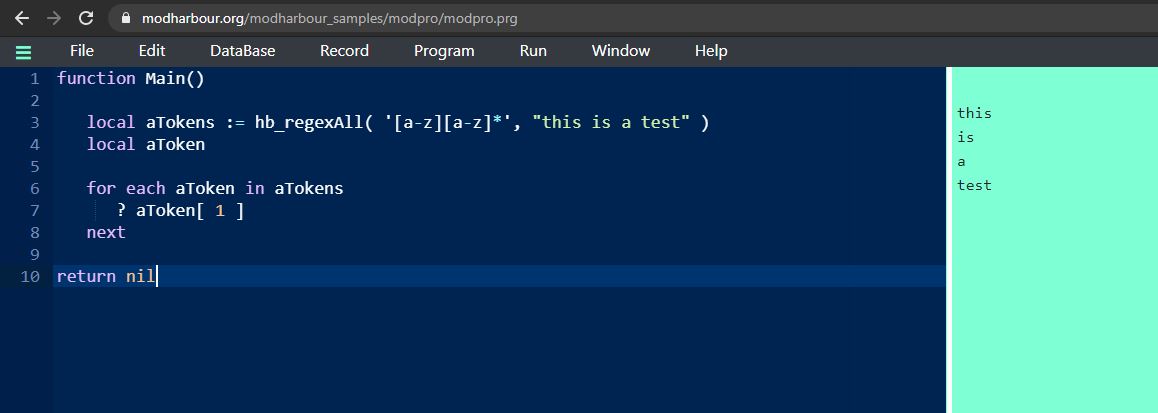 modharbour.org/modharbour_samples/modpro/modpro.prg
File Edit DataBase Record Program Run Window Help
1 function Main()
2
3 local aTokens := hb_regexAll( '[a-z][a-z]*', "this is a test" )
4 local aToken
5
6 for each aToken in aTokens
7 ? aToken[ 1 ]
8 next
9
10 return nil
this
is
a
test